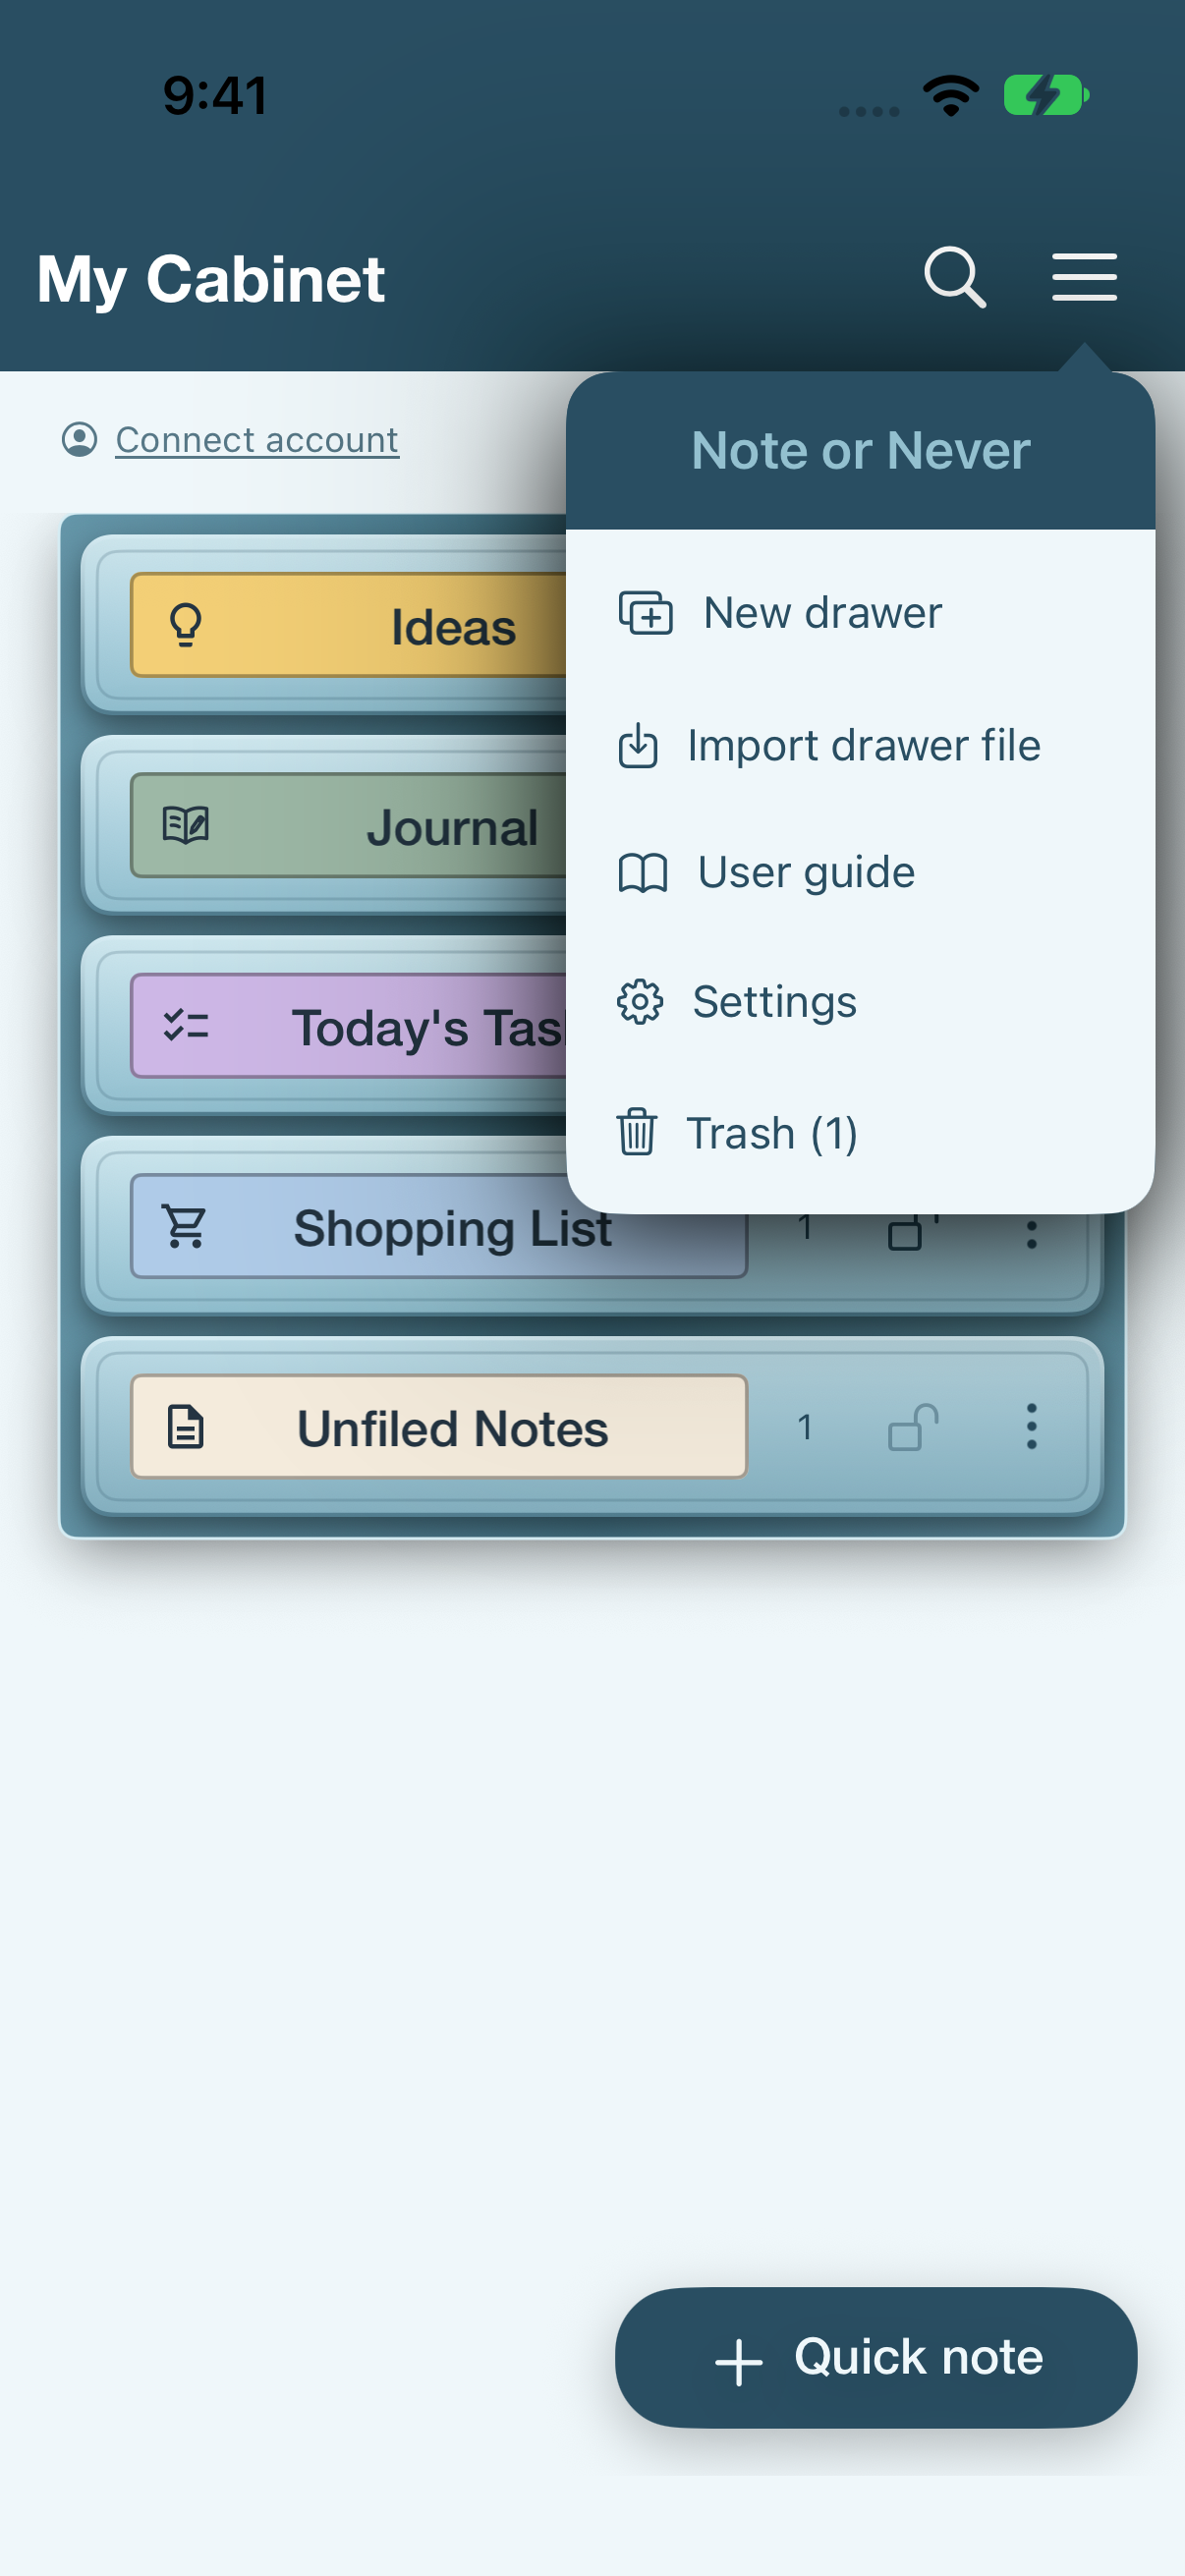 9:41
My Cabinet
Connect account
Note or Never
New drawer
Import drawer file
User guide
Settings
Trash (1)
Ideas
Journal
Today's
Shopping List 1
Unfiled Notes 1
Quick note